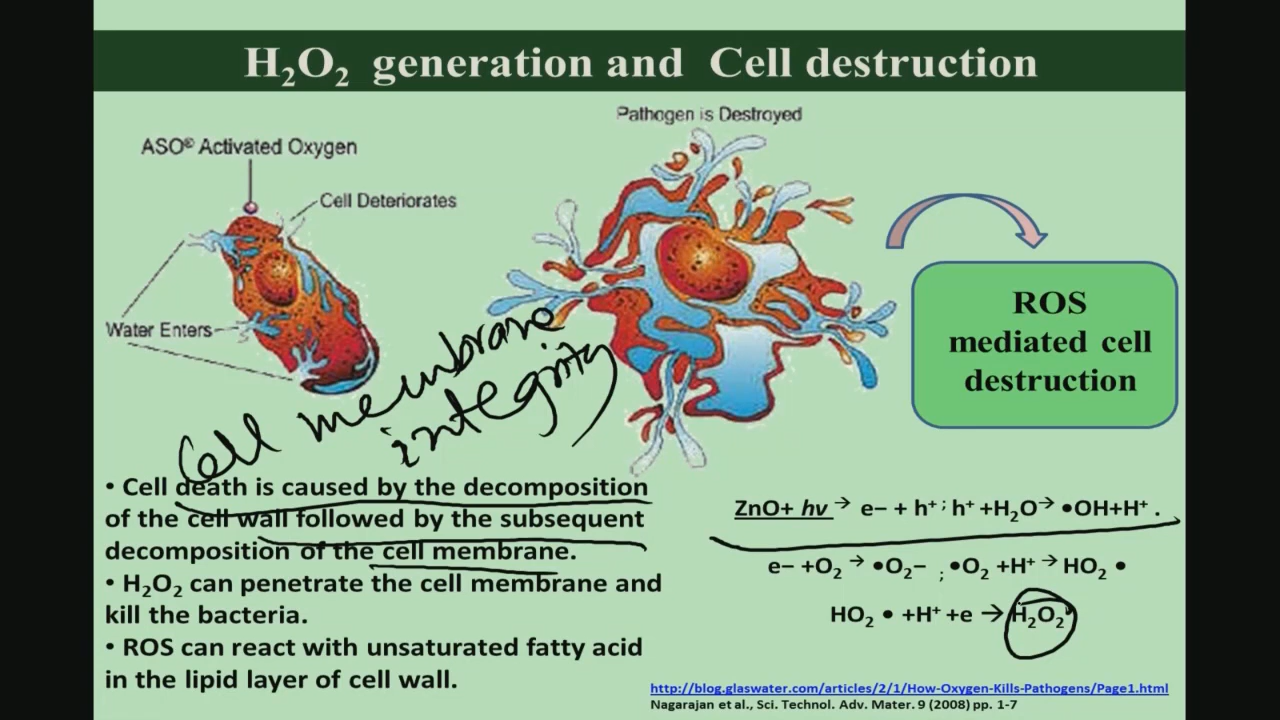 H₂O₂ generation and Cell destruction
Pathogen is Destroyed
ASO® Activated Oxygen
Cell Deteriorates
Water Enters
ROS
mediated cell
destruction
Cell membrane
integrity
• Cell death is caused by the decomposition
of the cell wall followed by the subsequent
decomposition of the cell membrane.
• H₂O₂ can penetrate the cell membrane and
kill the bacteria.
• ROS can react with unsaturated fatty acid
in the lipid layer of cell wall.
ZnO+ hv → e− + h⁺ ; h⁺ +H₂O→ •OH+H⁺ .
e− +O₂ → •O₂− ; •O₂ +H⁺ → HO₂ •
HO₂ • +H⁺ +e → H₂O₂
http://blog.glaswater.com/articles/2/1/How-Oxygen-Kills-Pathogens/Page1.html
Nagarajan et al., Sci. Technol. Adv. Mater. 9 (2008) pp. 1-7